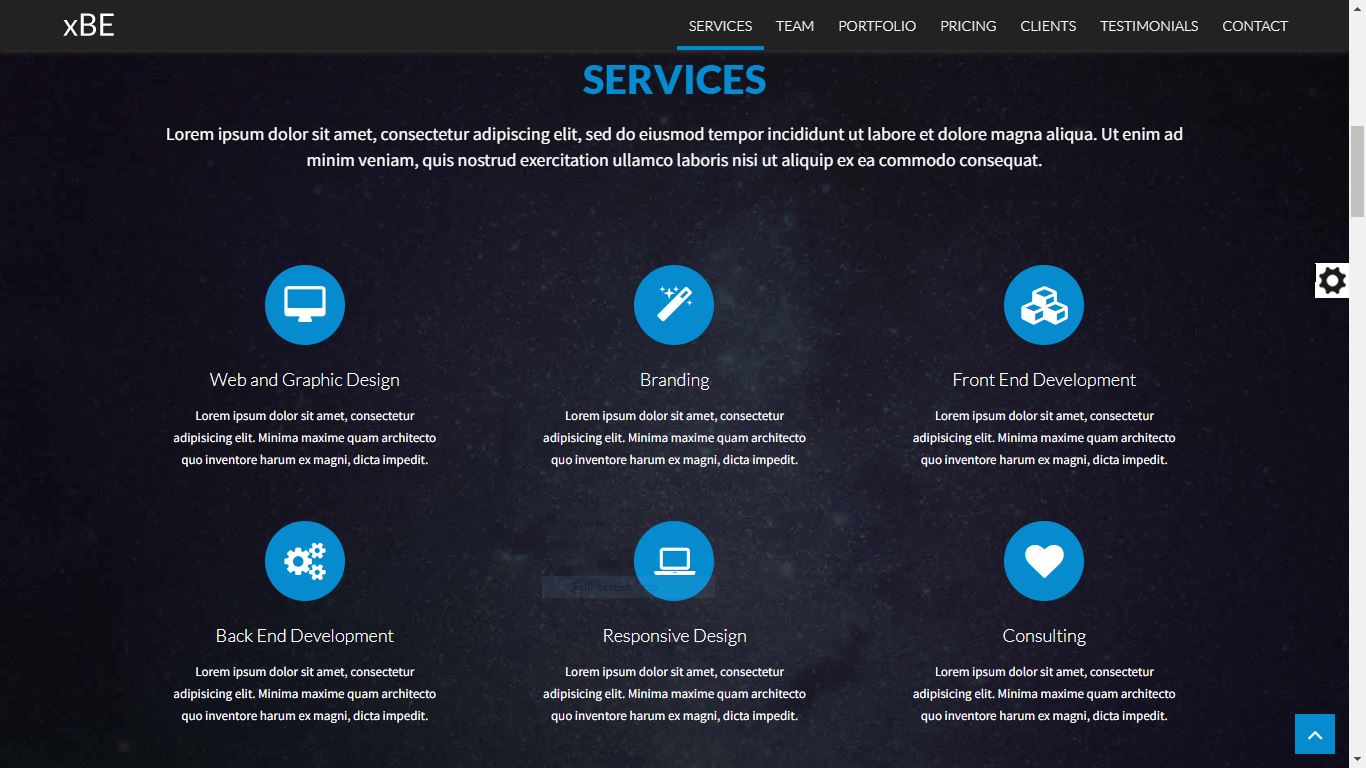 xBE
SERVICES TEAM PORTFOLIO PRICING CLIENTS TESTIMONIALS CONTACT
SERVICES
Lorem ipsum dolor sit amet, consectetur adipiscing elit, sed do eiusmod tempor incididunt ut labore et dolore magna aliqua. Ut enim ad
minim veniam, quis nostrud exercitation ullamco laboris nisi ut aliquip ex ea commodo consequat.
Web and Graphic Design
Lorem ipsum dolor sit amet, consectetur
adipisicing elit. Minima maxime quam architecto
quo inventore harum ex magni, dicta impedit.
Branding
Lorem ipsum dolor sit amet, consectetur
adipisicing elit. Minima maxime quam architecto
quo inventore harum ex magni, dicta impedit.
Front End Development
Lorem ipsum dolor sit amet, consectetur
adipisicing elit. Minima maxime quam architecto
quo inventore harum ex magni, dicta impedit.
Back End Development
Lorem ipsum dolor sit amet, consectetur
adipisicing elit. Minima maxime quam architecto
quo inventore harum ex magni, dicta impedit.
Full-screen Snip
Responsive Design
Lorem ipsum dolor sit amet, consectetur
adipisicing elit. Minima maxime quam architecto
quo inventore harum ex magni, dicta impedit.
Consulting
Lorem ipsum dolor sit amet, consectetur
adipisicing elit. Minima maxime quam architecto
quo inventore harum ex magni, dicta impedit.